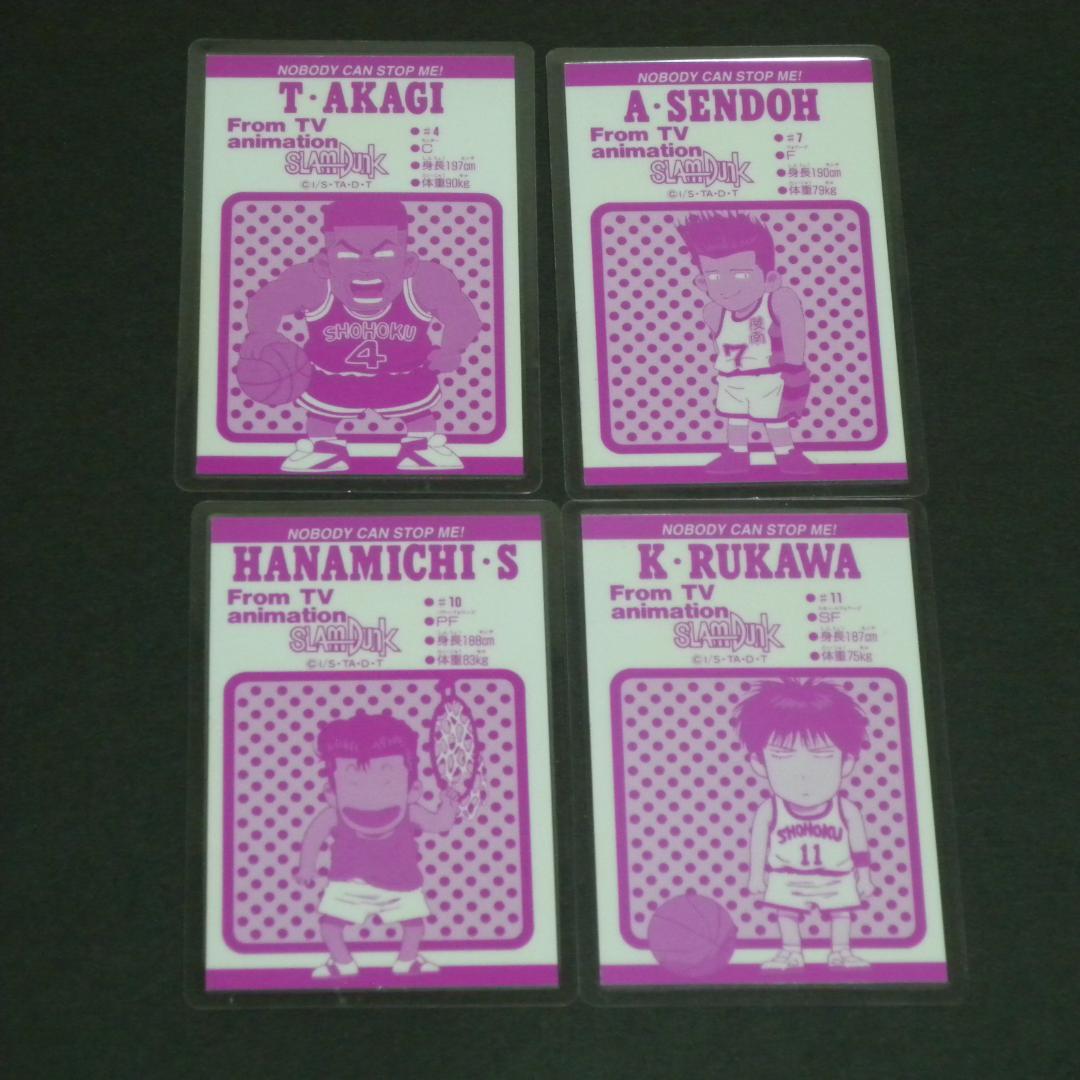 NOBODY CAN STOP ME!
T·AKAGI
From TV
animation
SLAM DUNK
©I/S·TA·D·T
●#4
●C
●身長197cm
●体重90kg
SHOHOKU
4
NOBODY CAN STOP ME!
A·SENDOH
From TV
animation
SLAM DUNK
©I/S·TA·D·T
●#7
●F
●身長190cm
●体重79kg
陵南
7
NOBODY CAN STOP ME!
HANAMICHI·S
From TV
animation
SLAM DUNK
©I/S·TA·D·T
●#10
●PF
●身長188cm
●体重83kg
NOBODY CAN STOP ME!
K·RUKAWA
From TV
animation
SLAM DUNK
©I/S·TA·D·T
●#11
●SF
●身長187cm
●体重75kg
SHOHOKU
11